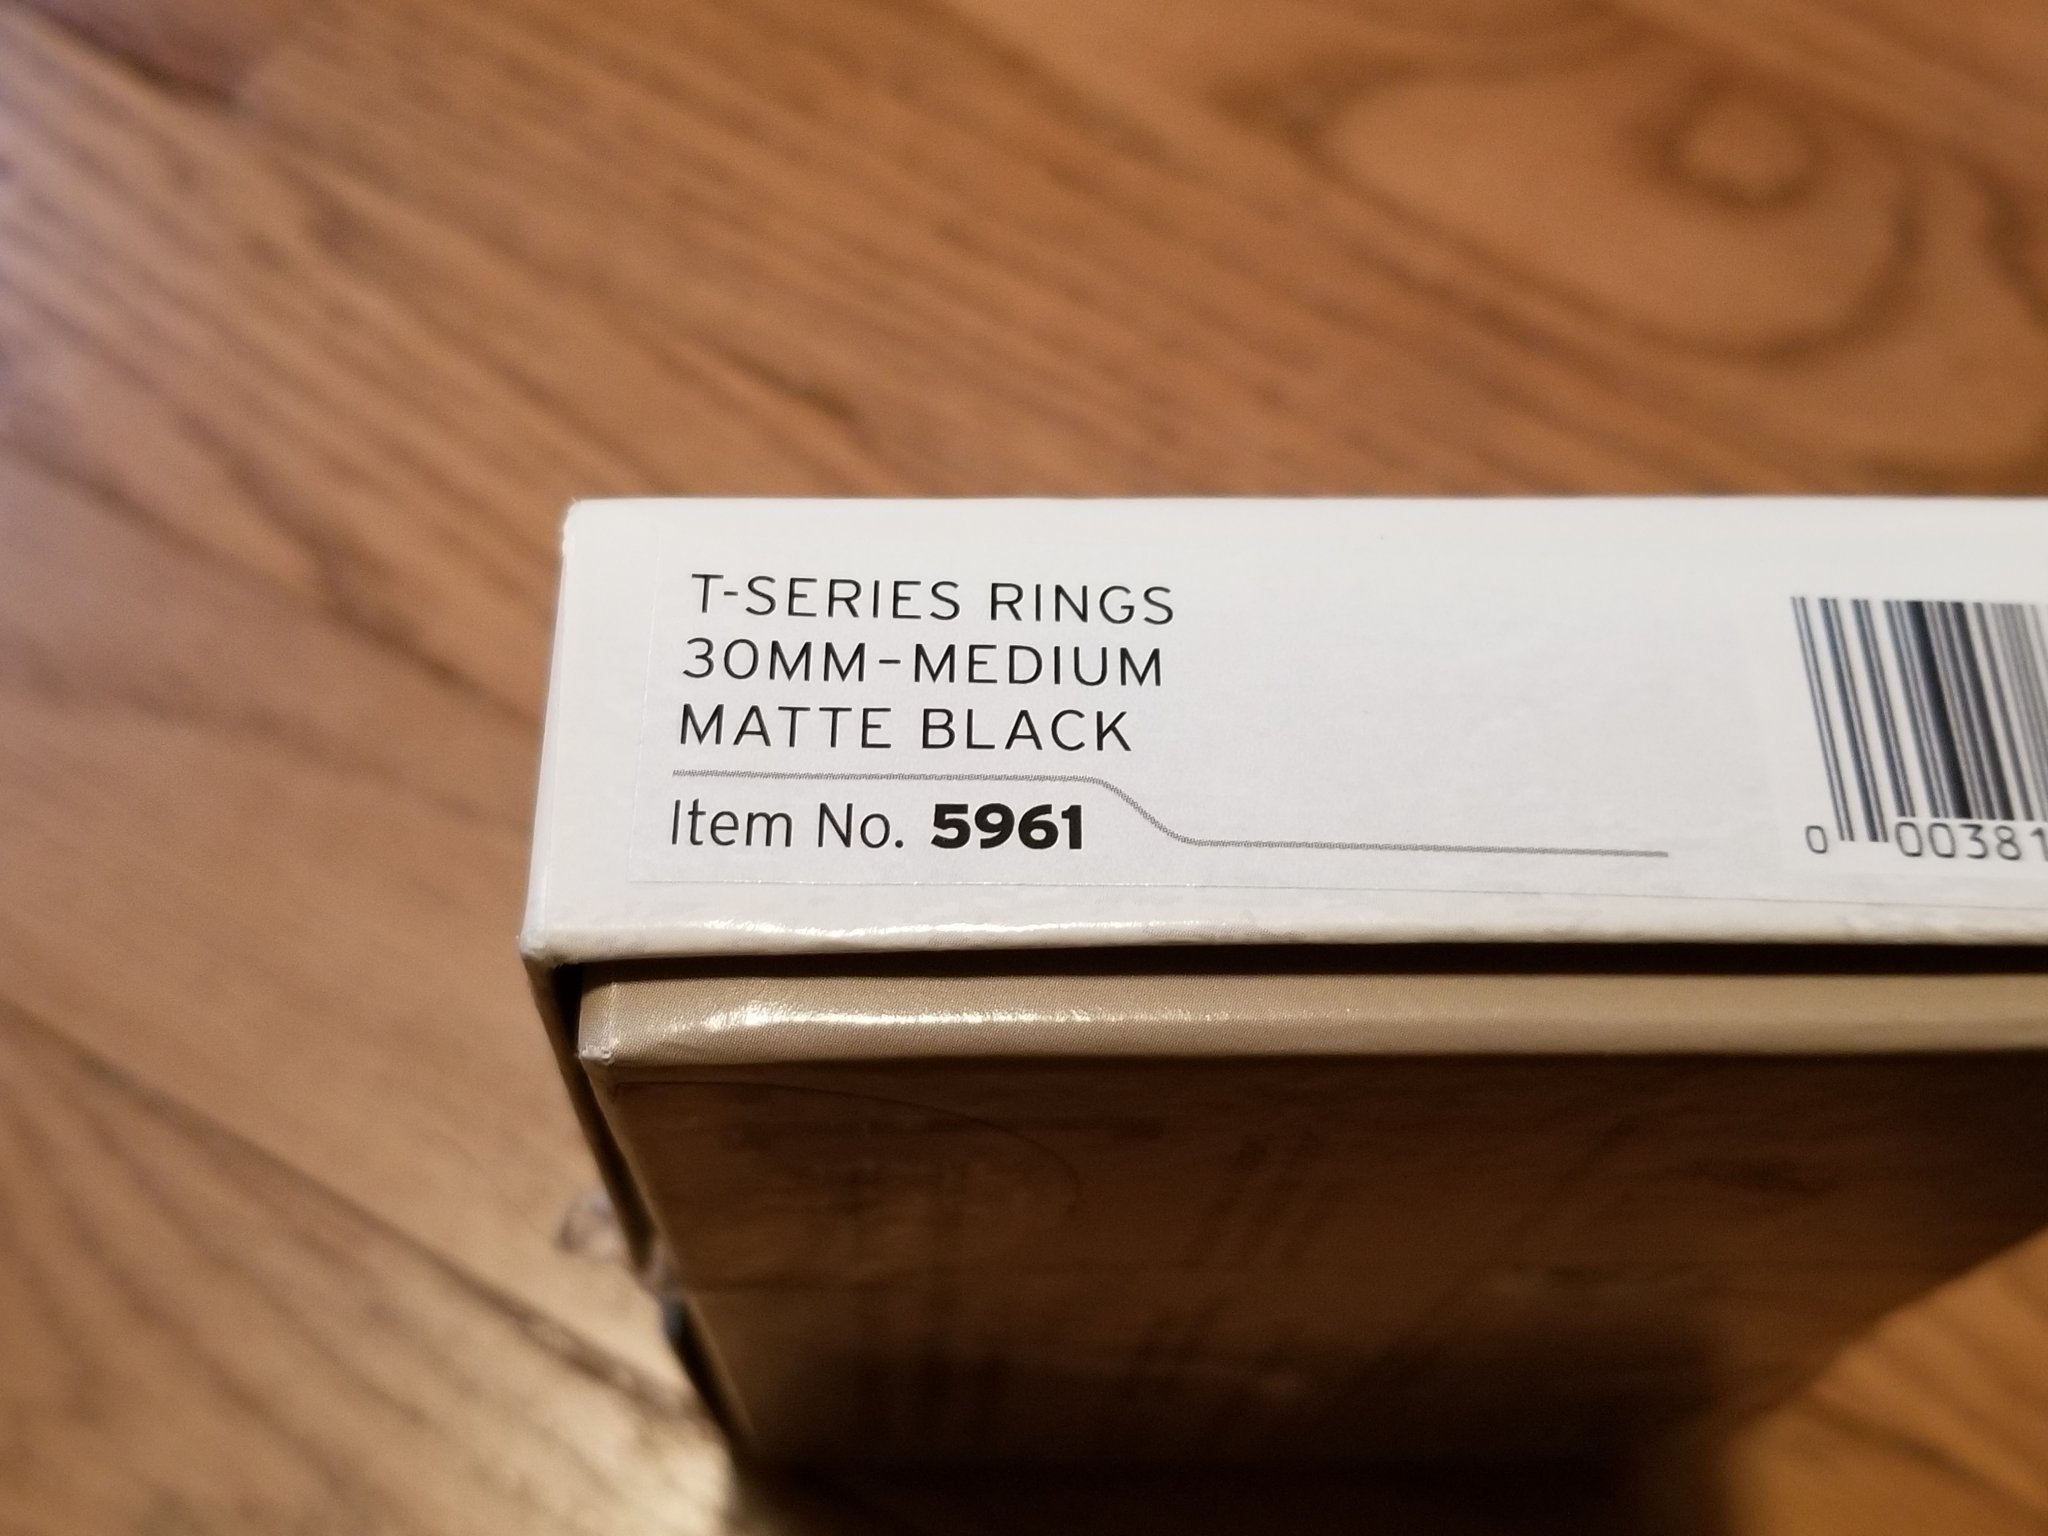 T-SERIES RINGS
30MM-MEDIUM
MATTE BLACK
Item No. 5961
0 00381